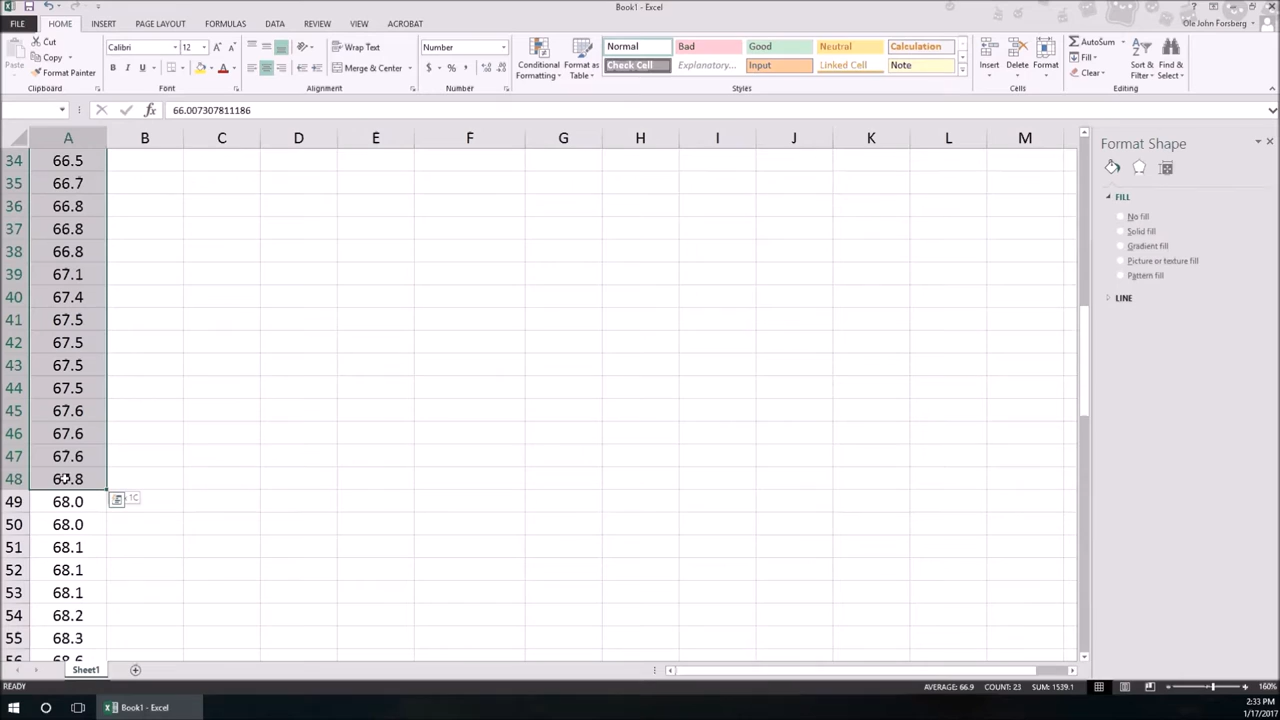 Book1 - Excel
FILE HOME INSERT PAGE LAYOUT FORMULAS DATA REVIEW VIEW ACROBAT
Ole John Forsberg
Paste
Cut
Copy
Format Painter
Clipboard
Calibri 12
B I U
Font
Wrap Text
Merge & Center
Alignment
Number
$ % ,
Number
Conditional Formatting
Format as Table
Normal Bad Good Neutral Calculation
Check Cell Explanatory... Input Linked Cell Note
Styles
Insert Delete Format
Cells
AutoSum
Fill
Clear
Sort & Filter
Find & Select
Editing
66.007307811186
A B C D E F G H I J K L M
34 66.5
35 66.7
36 66.8
37 66.8
38 66.8
39 67.1
40 67.4
41 67.5
42 67.5
43 67.5
44 67.5
45 67.6
46 67.6
47 67.6
48 67.8
49 68.0
50 68.0
51 68.1
52 68.1
53 68.1
54 68.2
55 68.3
56 68.6
Format Shape
FILL
No fill
Solid fill
Gradient fill
Picture or texture fill
Pattern fill
LINE
Sheet1
READY
AVERAGE: 66.9 COUNT: 23 SUM: 1539.1
160%
Book1 - Excel
2:33 PM
1/17/2017